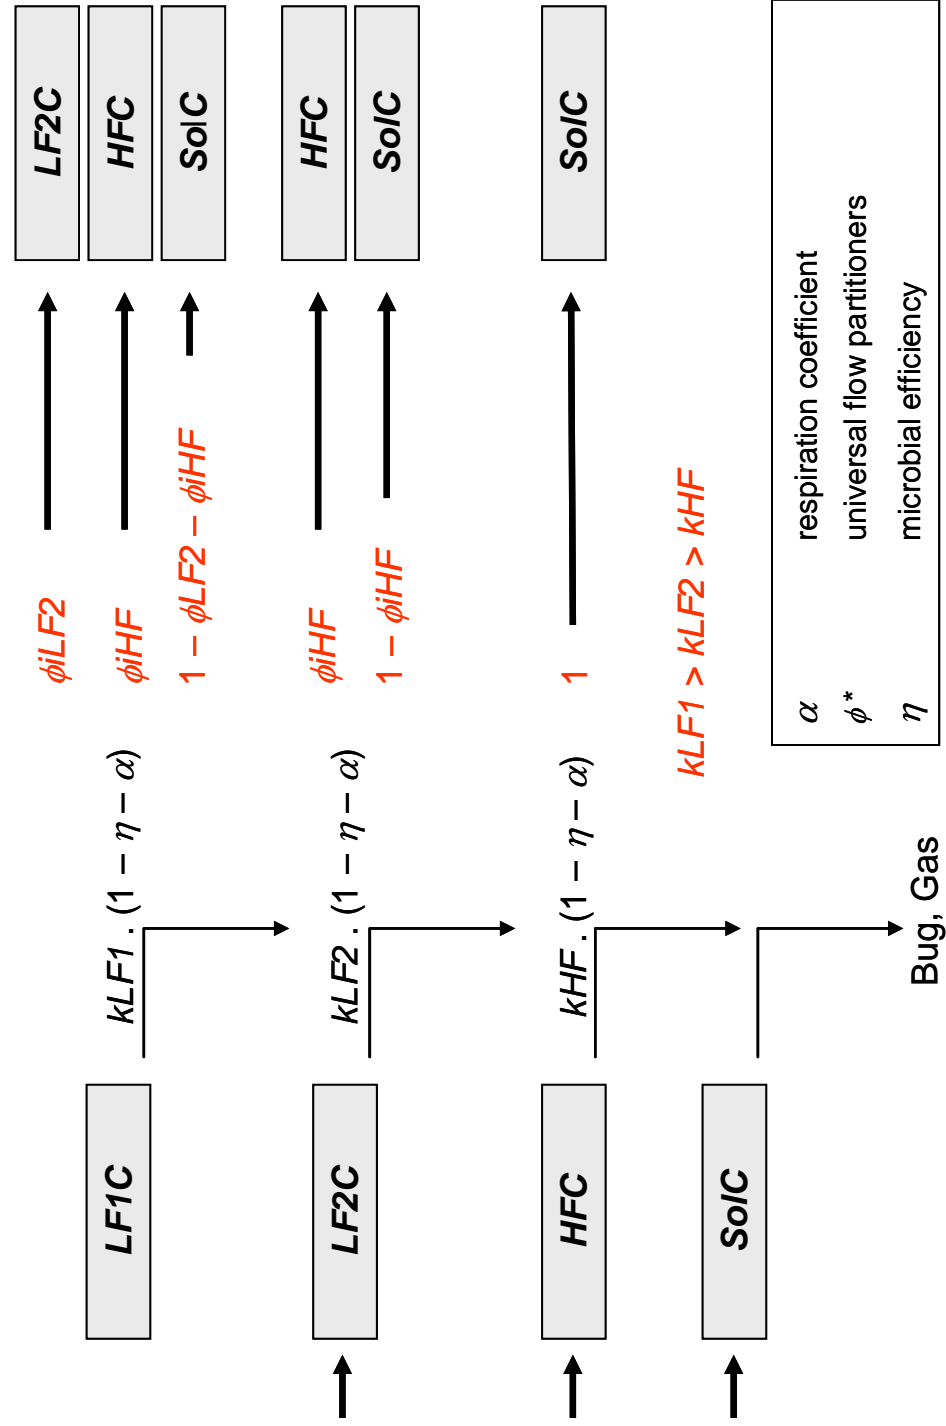 LF1C
kLF1. (1 – η – α)
ϕiLF2
LF2C
ϕiHF
HFC
1 – ϕLF2 – ϕiHF
SolC
LF2C
kLF2. (1 – η – α)
ϕiHF
HFC
1 – ϕiHF
SolC
HFC
kHF. (1 – η – α)
1
SolC
kLF1 > kLF2 > kHF
SolC
Bug, Gas
α respiration coefficient
ϕ* universal flow partitioners
η microbial efficiency